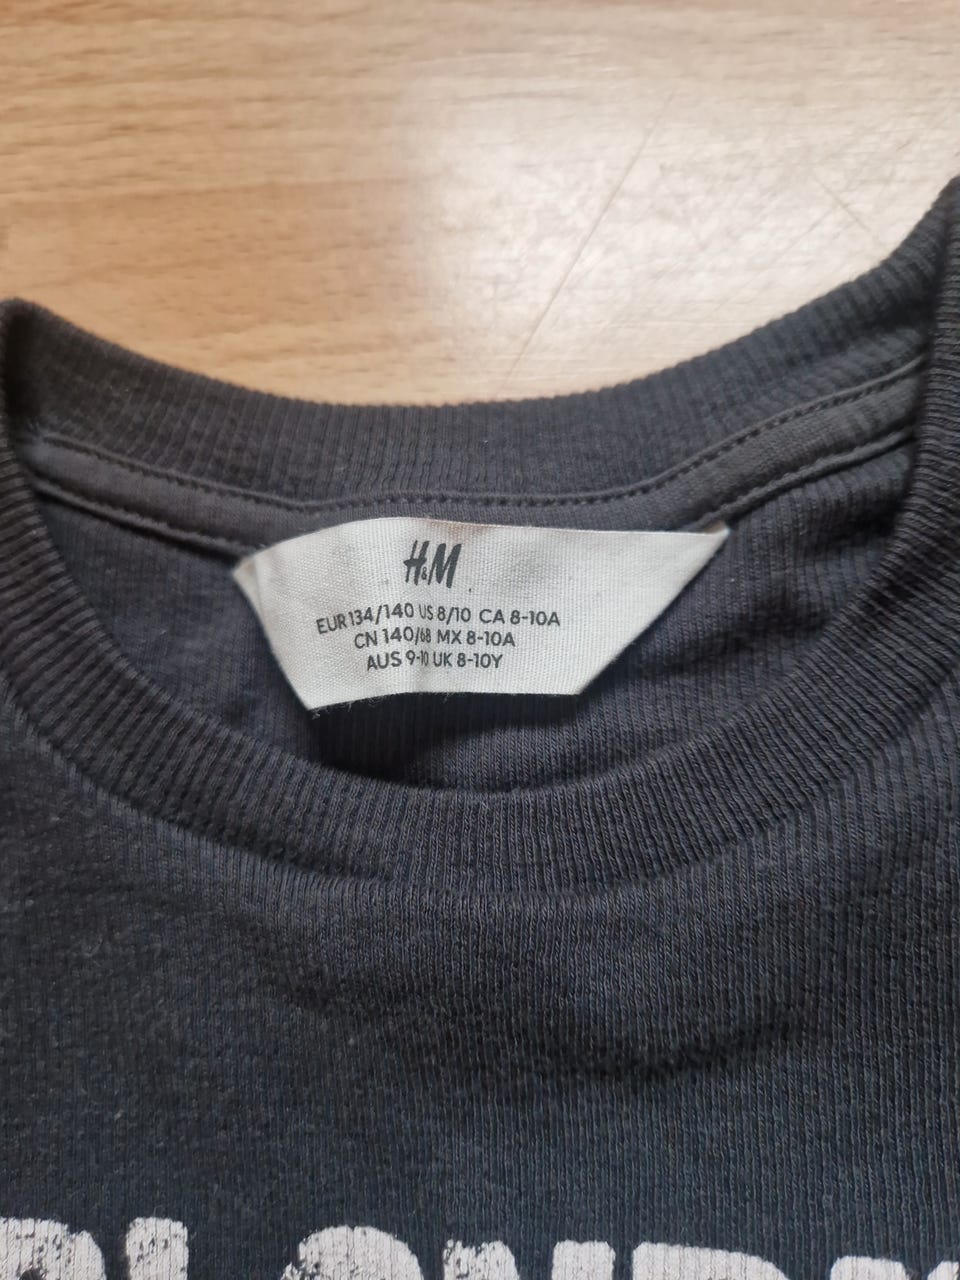 H&M
EUR 134/140 US 8/10 CA 8-10A
CN 140/68 MX 8-10A
AUS 9-10 UK 8-10Y